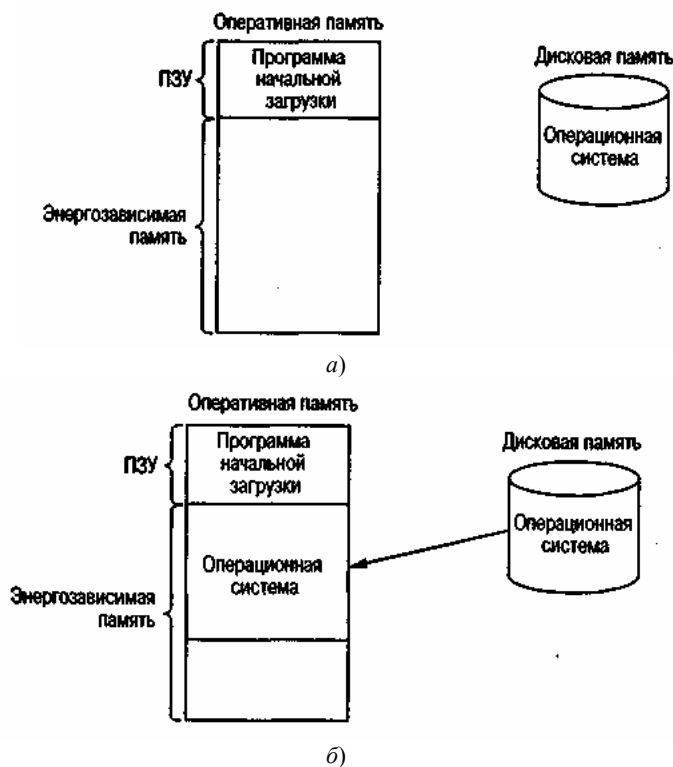 Оперативная память
Программа
начальной
загрузки
ПЗУ
Дисковая память
Операционная
система
Энергозависимая
память
а)
Оперативная память
Программа
начальной
загрузки
ПЗУ
Дисковая память
Операционная
система
Операционная
система
Энергозависимая
память
б)